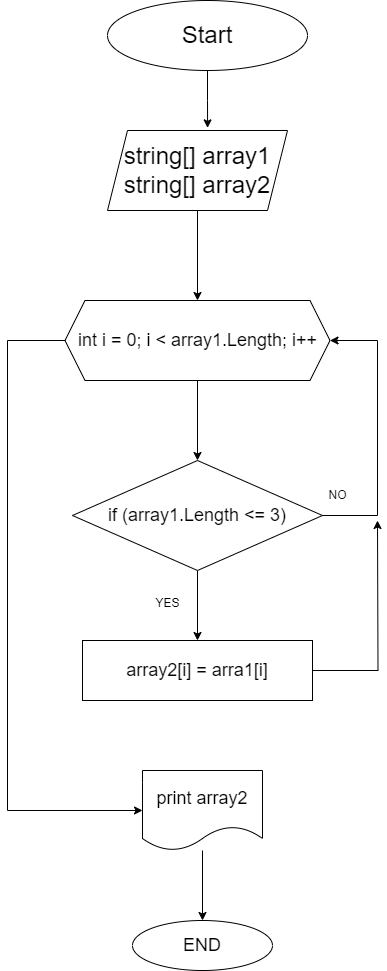 Start
string[] array1
string[] array2
int i = 0; i < array1.Length; i++
if (array1.Length <= 3)
NO
YES
array2[i] = arra1[i]
print array2
END